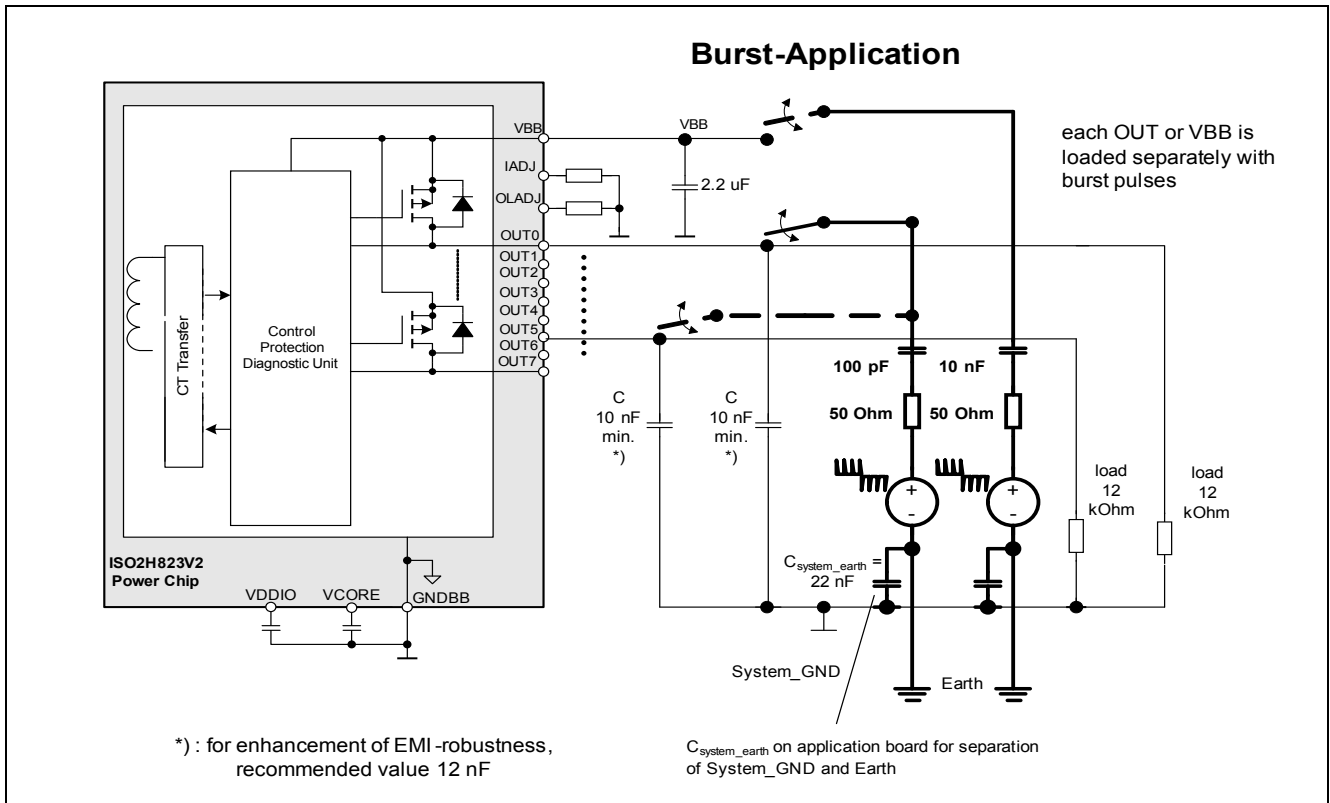 Burst-Application
VBB
VBB
each OUT or VBB is
loaded separately with
burst pulses
IADJ
OLADJ
2.2 uF
OUT0
OUT1
OUT2
OUT3
OUT4
OUT5
OUT6
OUT7
CT Transfer
Control
Protection
Diagnostic Unit
100 pF
10 nF
50 Ohm
50 Ohm
C
10 nF
min.
*)
C
10 nF
min.
*)
+
-
+
-
load
12
kOhm
load
12
kOhm
ISO2H823V2
Power Chip
VDDIO
VCORE
GNDBB
Csystem_earth =
22 nF
System_GND
Earth
*) : for enhancement of EMI-robustness,
recommended value 12 nF
Csystem_earth on application board for separation
of System_GND and Earth